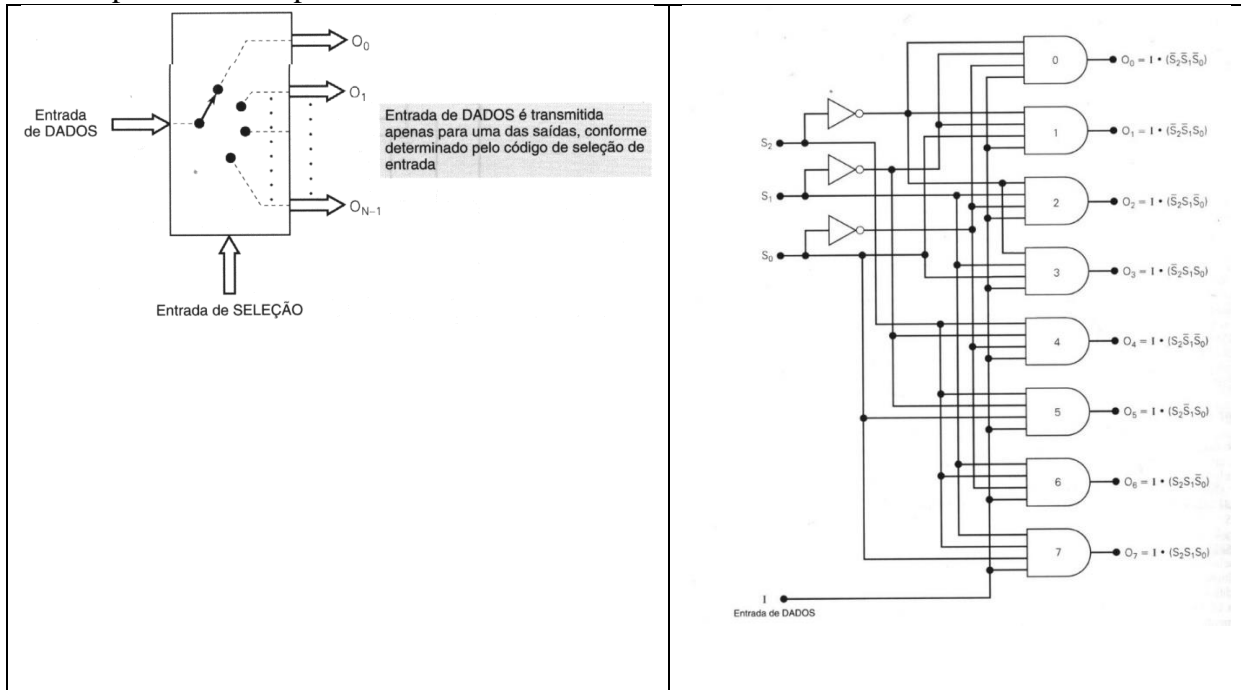 O₀
O₁
Entrada
de DADOS
Entrada de DADOS é transmitida
apenas para uma das saídas, conforme
determinado pelo código de seleção de
entrada
O_N−1
Entrada de SELEÇÃO
0
O₀ = I • (S̅₂S̅₁S̅₀)
1
O₁ = I • (S̅₂S̅₁S₀)
S₂
2
O₂ = I • (S̅₂S₁S̅₀)
S₁
3
O₃ = I • (S̅₂S₁S₀)
S₀
4
O₄ = I • (S₂S̅₁S̅₀)
5
O₅ = I • (S₂S̅₁S₀)
6
O₆ = I • (S₂S₁S̅₀)
7
O₇ = I • (S₂S₁S₀)
I
Entrada de DADOS